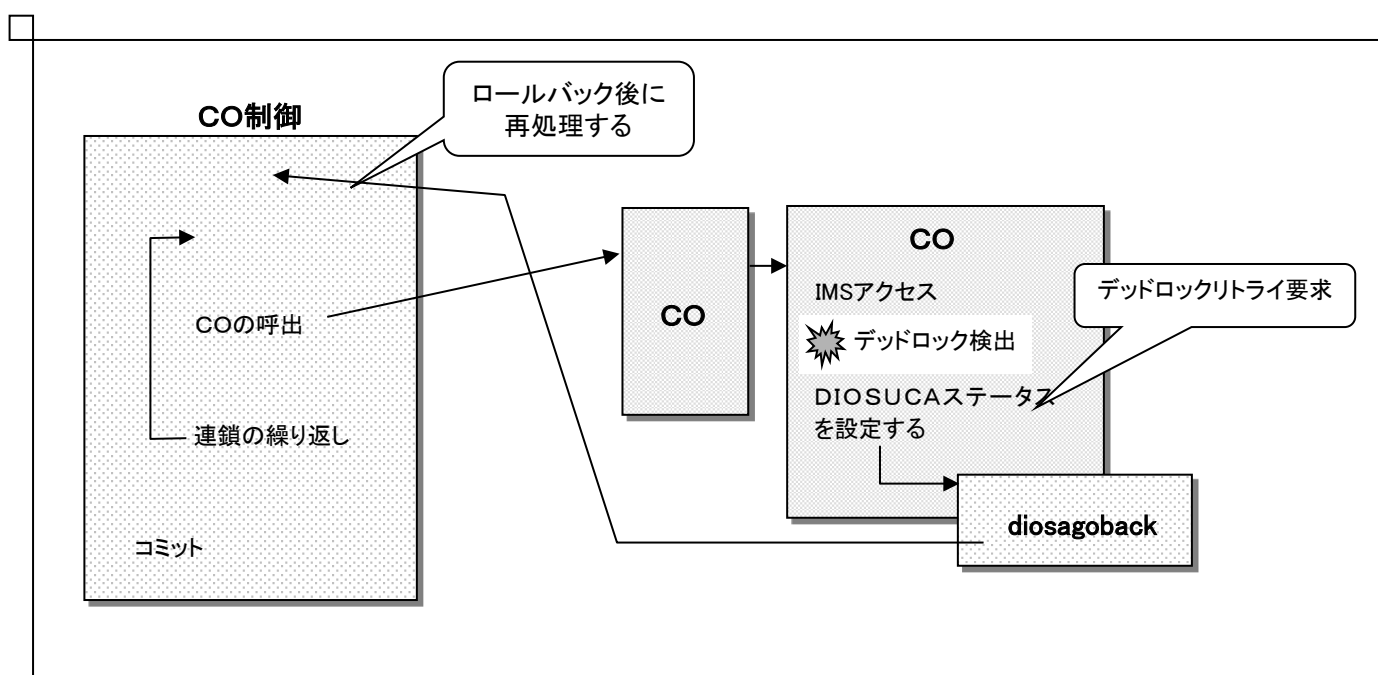 ロールバック後に
再処理する
CO制御
COの呼出
連鎖の繰り返し
コミット
CO
CO
IMSアクセス
デッドロック検出
DIOSUCAステータス
を設定する
デッドロックリトライ要求
diosagoback